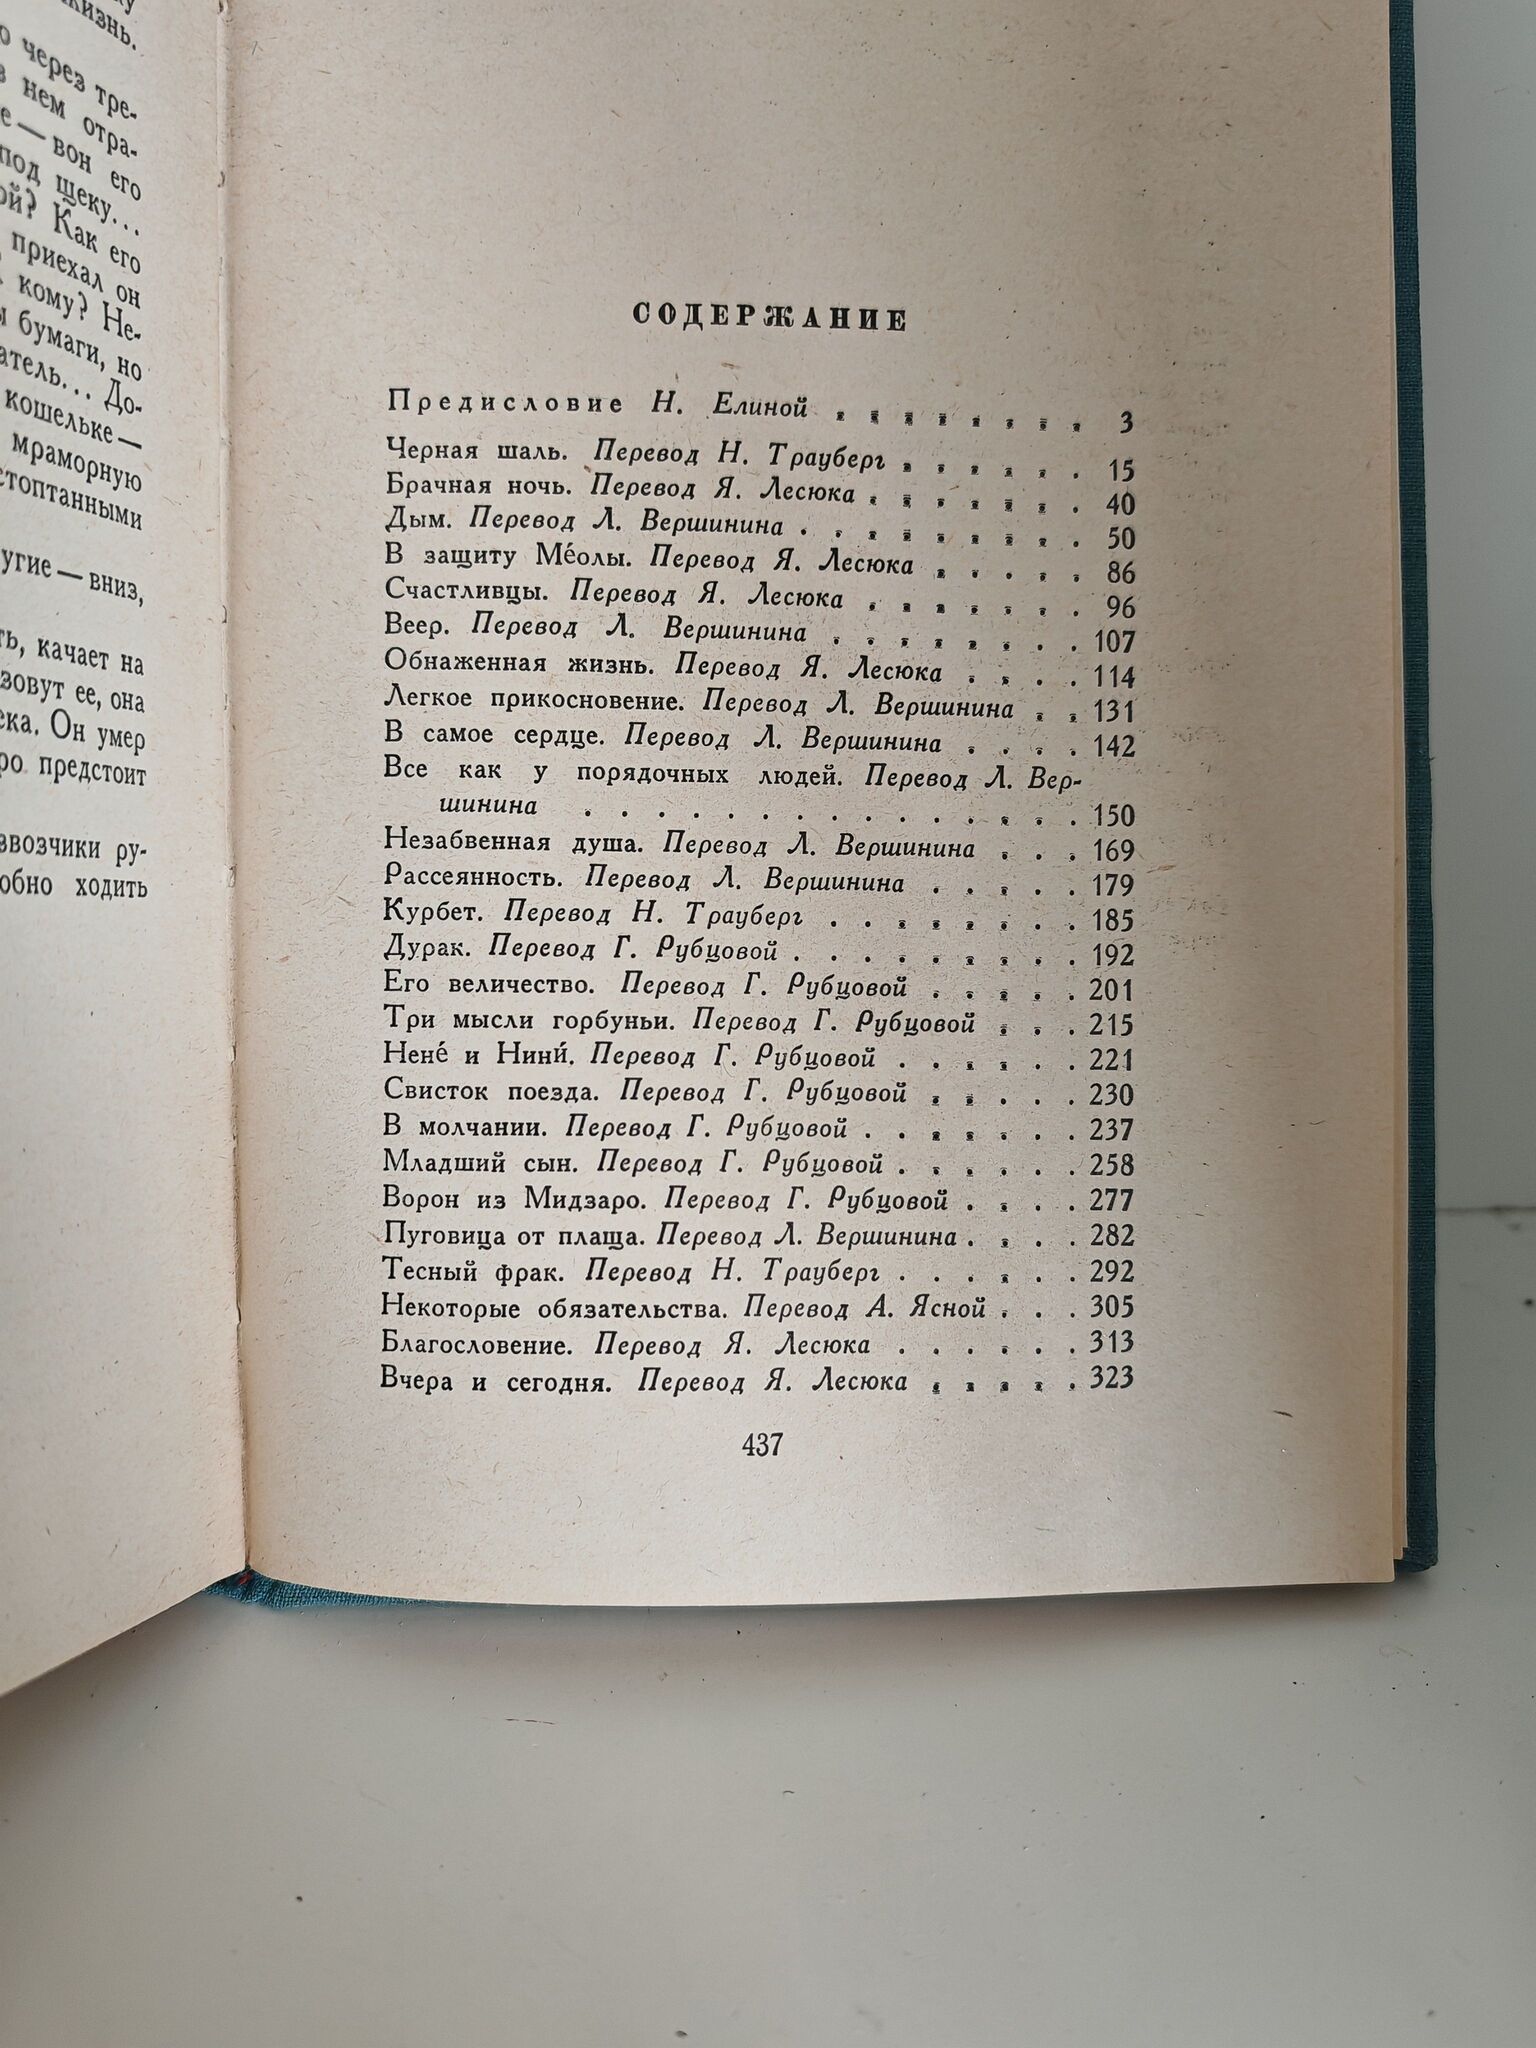 жизнь.
через тре-
в нем отра-
е — вон его
под щеку...
ой? Как его
приехал он
кому? Не-
бумаги, но
атель... До-
кошельке —
мраморную
стоптанными
угие — вниз,
ть, качает на
зовут ее, она
ека. Он умер
ро предстоит
звозчики ру-
обно ходить
СОДЕРЖАНИЕ
Предисловие Н. Елиной . . . . . . . . 3
Черная шаль. Перевод Н. Трауберг . . . . . . 15
Брачная ночь. Перевод Я. Лесюка . . . . . . . 40
Дым. Перевод Л. Вершинина . . . . . . . . . 50
В защиту Ме́олы. Перевод Я. Лесюка . . . . . 86
Счастливцы. Перевод Я. Лесюка . . . . . . . 96
Веер. Перевод Л. Вершинина . . . . . . . . 107
Обнаженная жизнь. Перевод Я. Лесюка . . . . 114
Легкое прикосновение. Перевод Л. Вершинина . . 131
В самое сердце. Перевод Л. Вершинина . . . . 142
Все как у порядочных людей. Перевод Л. Вер-
шинина . . . . . . . . . . . . . . . 150
Незабвенная душа. Перевод Л. Вершинина . . . 169
Рассеянность. Перевод Л. Вершинина . . . . . 179
Курбет. Перевод Н. Трауберг . . . . . . . . 185
Дурак. Перевод Г. Рубцовой . . . . . . . . . 192
Его величество. Перевод Г. Рубцовой . . . . . 201
Три мысли горбуньи. Перевод Г. Рубцовой . . . 215
Нене́ и Нини́. Перевод Г. Рубцовой . . . . . . 221
Свисток поезда. Перевод Г. Рубцовой . . . . . 230
В молчании. Перевод Г. Рубцовой . . . . . . . 237
Младший сын. Перевод Г. Рубцовой . . . . . . 258
Ворон из Мидзаро. Перевод Г. Рубцовой . . . . 277
Пуговица от плаща. Перевод Л. Вершинина . . . . 282
Тесный фрак. Перевод Н. Трауберг . . . . . . 292
Некоторые обязательства. Перевод А. Ясной . . . 305
Благословение. Перевод Я. Лесюка . . . . . . 313
Вчера и сегодня. Перевод Я. Лесюка . . . . . 323
437